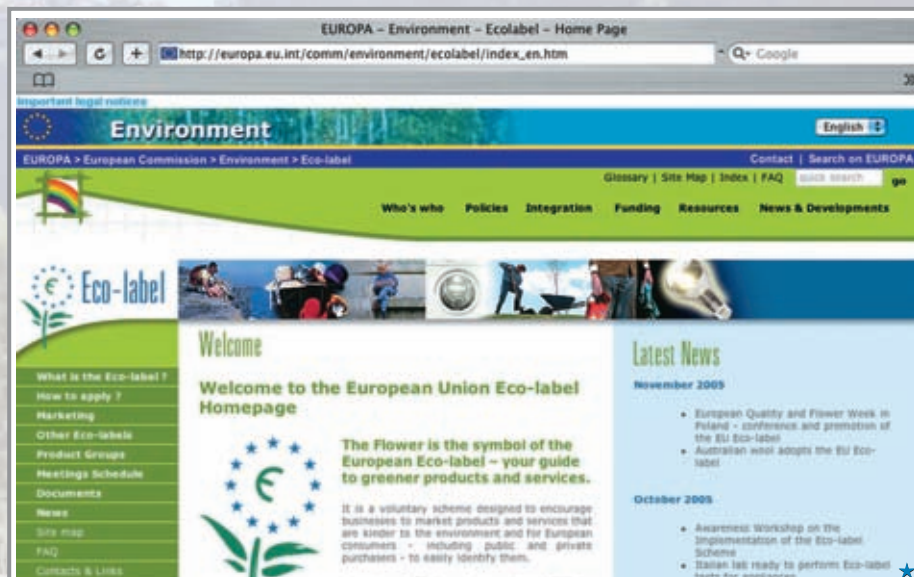 EUROPA – Environment – Ecolabel – Home Page
http://europa.eu.int/comm/environment/ecolabel/index_en.htm
Google
Important legal notices
Environment
English
EUROPA > European Commission > Environment > Eco-label
Contact | Search on EUROPA
Glossary | Site Map | Index | FAQ
quick search
go
Who's who Policies Integration Funding Resources News & Developments
Eco-label
What is the Eco-label ?
How to apply ?
Marketing
Other Eco-labels
Product Groups
Meetings Schedule
Documents
News
Site map
FAQ
Contacts & Links
Welcome
Welcome to the European Union Eco-label
Homepage
The Flower is the symbol of the
European Eco-label – your guide
to greener products and services.
It is a voluntary scheme designed to encourage
businesses to market products and services that
are kinder to the environment and for European
consumers - including public and private
purchasers - to easily identify them.
Latest News
November 2005
European Quality and Flower Week in
Poland - conference and promotion of
the EU Eco-label
Australian wool adopts the EU Eco-
label
October 2005
Awareness Workshop on the
Implementation of the Eco-label
Scheme
Italian lab ready to perform Eco-label
tests for appliances